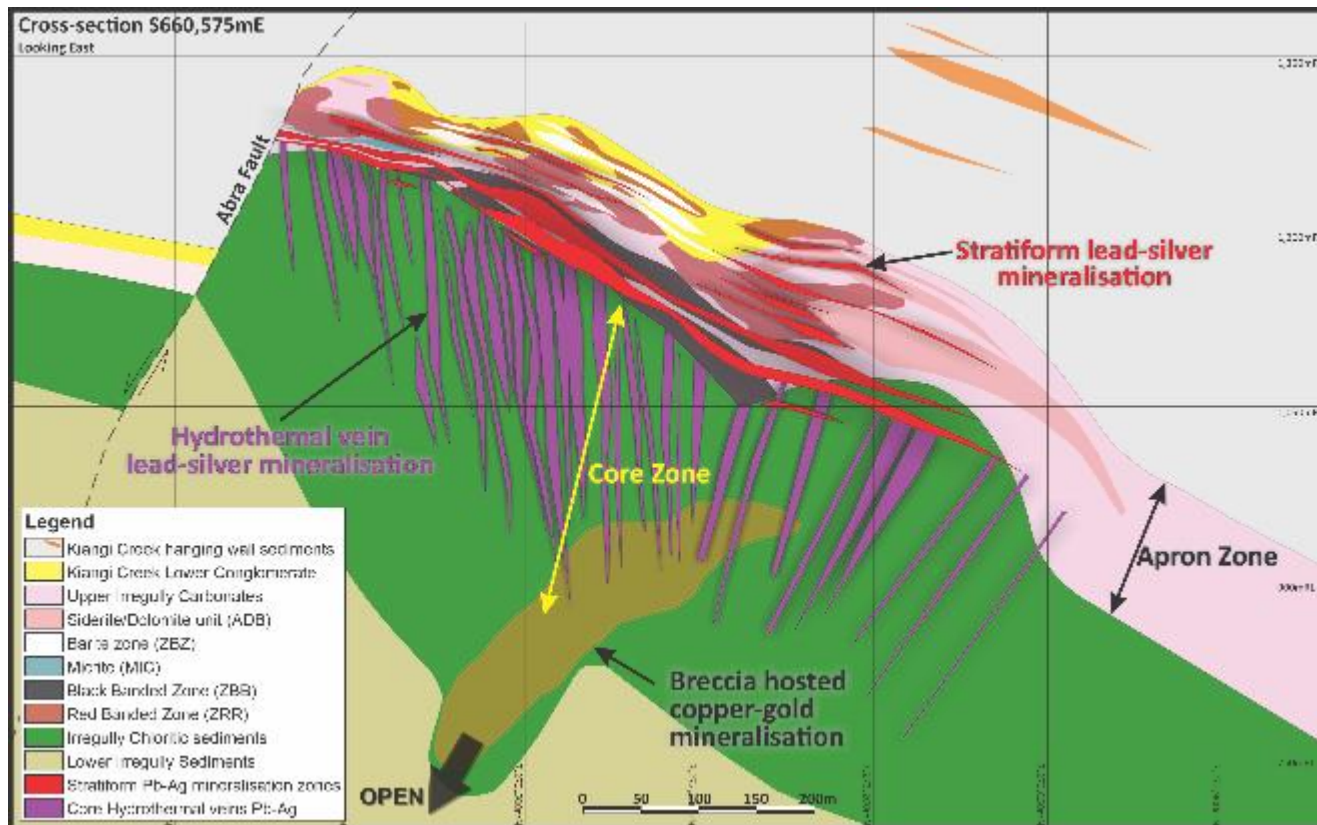 Cross-section S660,575mE
Looking East
Abra Fault
Stratiform lead-silver
mineralisation
Hydrothemal vein
lead-silver mineralisation
Core Zone
Apron Zone
Breccia hosted
copper-gold
mineralisation
OPEN
0 50 100 150 200m
Legend
Kiangi Creek hanging wall sediments
Kiangi Creek Lower Conglomerate
Upper Irregully Carbonates
Siderite/Dolomite unit (ADB)
Barite zone (ZBZ)
Micrite (MIC)
Black Banded Zone (ZBB)
Red Banded Zone (ZRR)
Irregully Chloritic sediments
Lower Irregully Sediments
Stratiform Pb-Ag mineralisation zones
Core Hydrothermal veins Pb-Ag